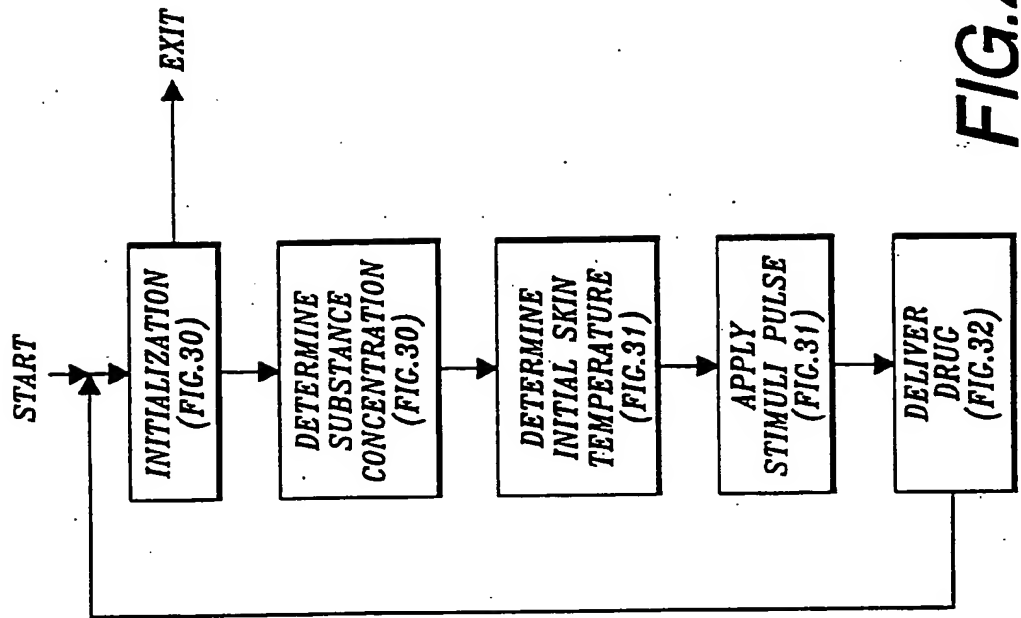 START
INITIALIZATION
(FIG.30)
EXIT
DETERMINE
SUBSTANCE
CONCENTRATION
(FIG.30)
DETERMINE
INITIAL SKIN
TEMPERATURE
(FIG.31)
APPLY
STIMULI PULSE
(FIG.31)
DELIVER
DRUG
(FIG.32)
FIG.